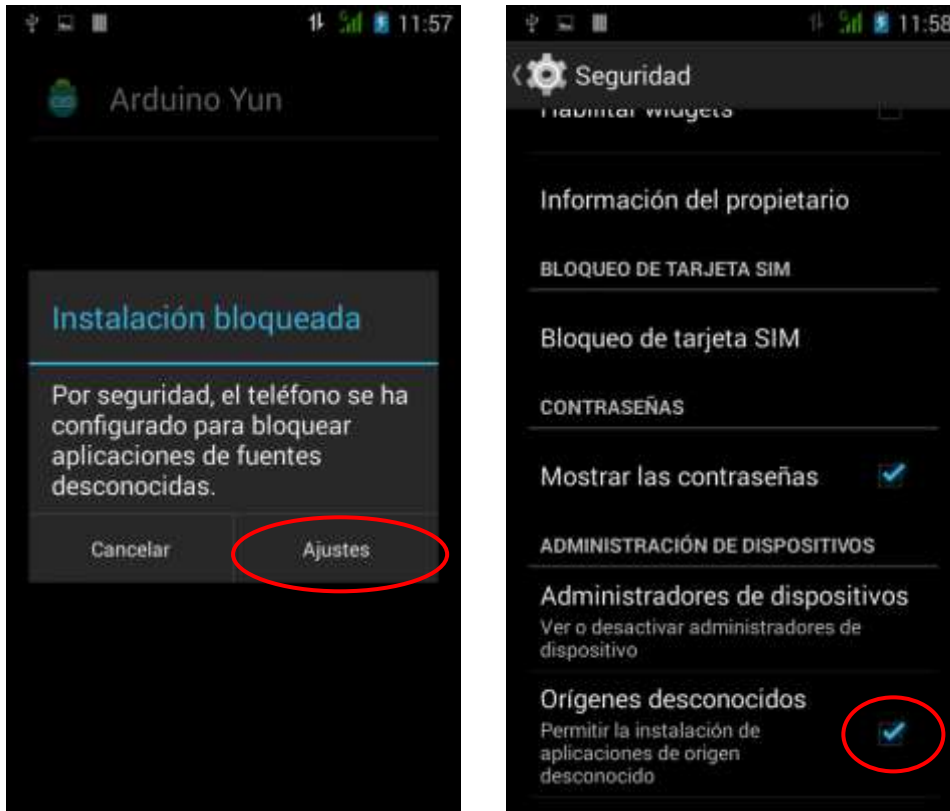 11:57
Arduino Yun
Instalación bloqueada
Por seguridad, el teléfono se ha
configurado para bloquear
aplicaciones de fuentes
desconocidas.
Cancelar
Ajustes
11:58
Seguridad
Habilitar widgets
Información del propietario
BLOQUEO DE TARJETA SIM
Bloqueo de tarjeta SIM
CONTRASEÑAS
Mostrar las contraseñas
ADMINISTRACIÓN DE DISPOSITIVOS
Administradores de dispositivos
Ver o desactivar administradores de
dispositivo
Orígenes desconocidos
Permitir la instalación de
aplicaciones de origen
desconocido